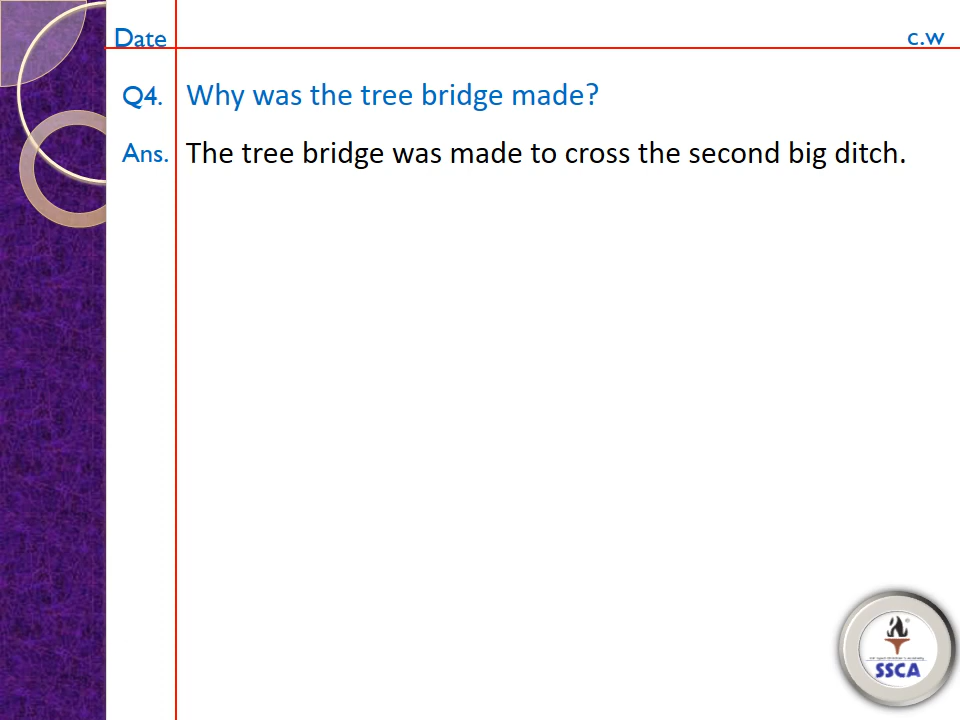 Date
c.w
Q4. Why was the tree bridge made?
Ans. The tree bridge was made to cross the second big ditch.
SSCA